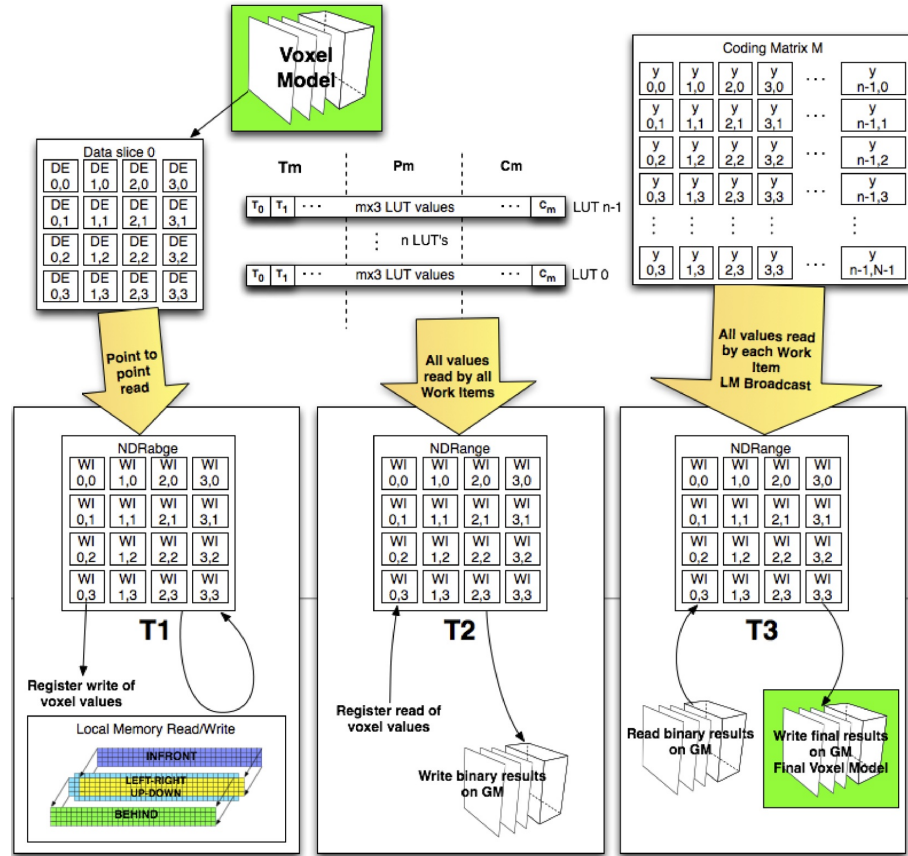 Voxel
Model
Data slice 0
DE 0,0 DE 1,0 DE 2,0 DE 3,0
DE 0,1 DE 1,1 DE 2,1 DE 3,1
DE 0,2 DE 1,2 DE 2,2 DE 3,2
DE 0,3 DE 1,3 DE 2,3 DE 3,3
Tm Pm Cm
T0 T1 ··· mx3 LUT values ··· Cm LUT n-1
⋮ n LUT's
T0 T1 ··· mx3 LUT values ··· Cm LUT 0
Coding Matrix M
y 0,0 y 1,0 y 2,0 y 3,0 ··· y n-1,0
y 0,1 y 1,1 y 2,1 y 3,1 ··· y n-1,1
y 0,2 y 1,2 y 2,2 y 3,2 ··· y n-1,2
y 0,3 y 1,3 y 2,3 y 3,3 ··· y n-1,3
⋮ ⋮ ⋮ ⋮ ⋮
y 0,3 y 1,3 y 2,3 y 3,3 ··· y n-1,N-1
Point to
point
read
All values
read by all
Work Items
All values read
by each Work
Item
LM Broadcast
NDRabge
WI 0,0 WI 1,0 WI 2,0 WI 3,0
WI 0,1 WI 1,1 WI 2,1 WI 3,1
WI 0,2 WI 1,2 WI 2,2 WI 3,2
WI 0,3 WI 1,3 WI 2,3 WI 3,3
T1
Register write of
voxel values
Local Memory Read/Write
INFRONT
LEFT-RIGHT
UP-DOWN
BEHIND
NDRange
WI 0,0 WI 1,0 WI 2,0 WI 3,0
WI 0,1 WI 1,1 WI 2,1 WI 3,1
WI 0,2 WI 1,2 WI 2,2 WI 3,2
WI 0,3 WI 1,3 WI 2,3 WI 3,3
T2
Register read of
voxel values
Write binary results
on GM
NDRange
WI 0,0 WI 1,0 WI 2,0 WI 3,0
WI 0,1 WI 1,1 WI 2,1 WI 3,1
WI 0,2 WI 1,2 WI 2,2 WI 3,2
WI 0,3 WI 1,3 WI 2,3 WI 3,3
T3
Read binary results
on GM
Write final results
on GM
Final Voxel Model